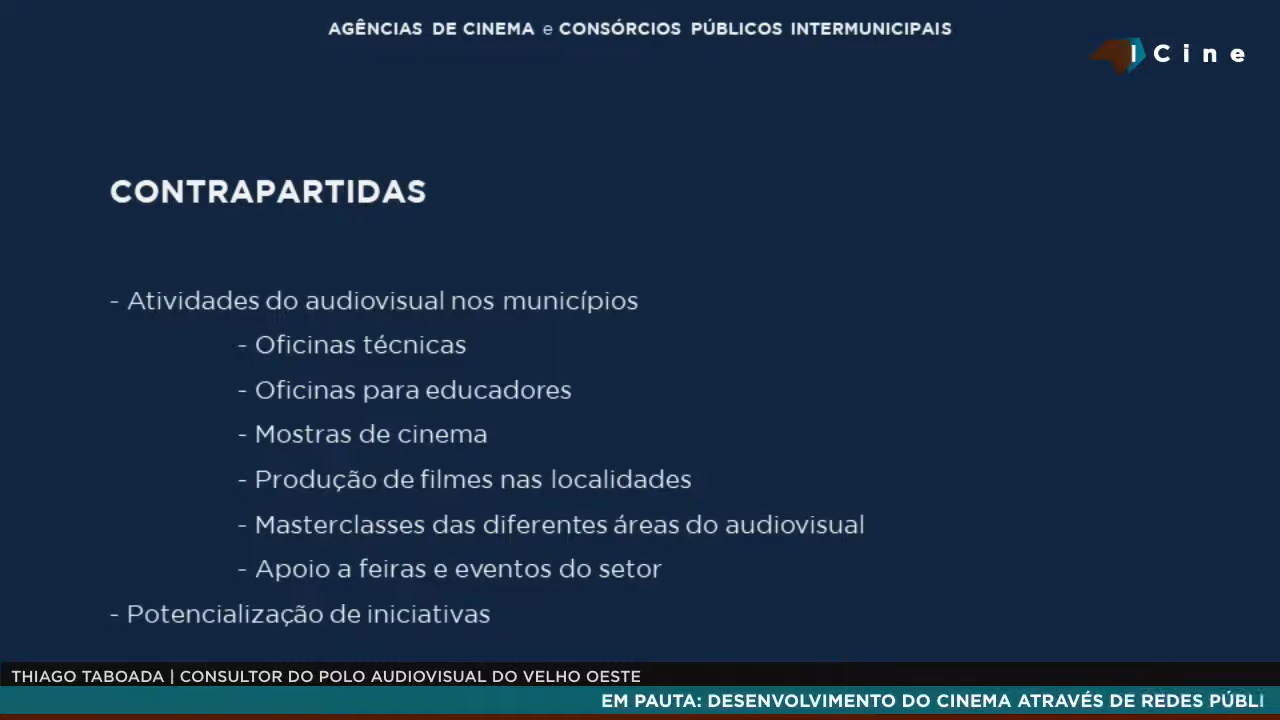 AGÊNCIAS DE CINEMA e CONSÓRCIOS PÚBLICOS INTERMUNICIPAIS
I Cine
CONTRAPARTIDAS
- Atividades do audiovisual nos municípios
- Oficinas técnicas
- Oficinas para educadores
- Mostras de cinema
- Produção de filmes nas localidades
- Masterclasses das diferentes áreas do audiovisual
- Apoio a feiras e eventos do setor
- Potencialização de iniciativas
THIAGO TABOADA | CONSULTOR DO POLO AUDIOVISUAL DO VELHO OESTE
EM PAUTA: DESENVOLVIMENTO DO CINEMA ATRAVÉS DE REDES PÚBLI